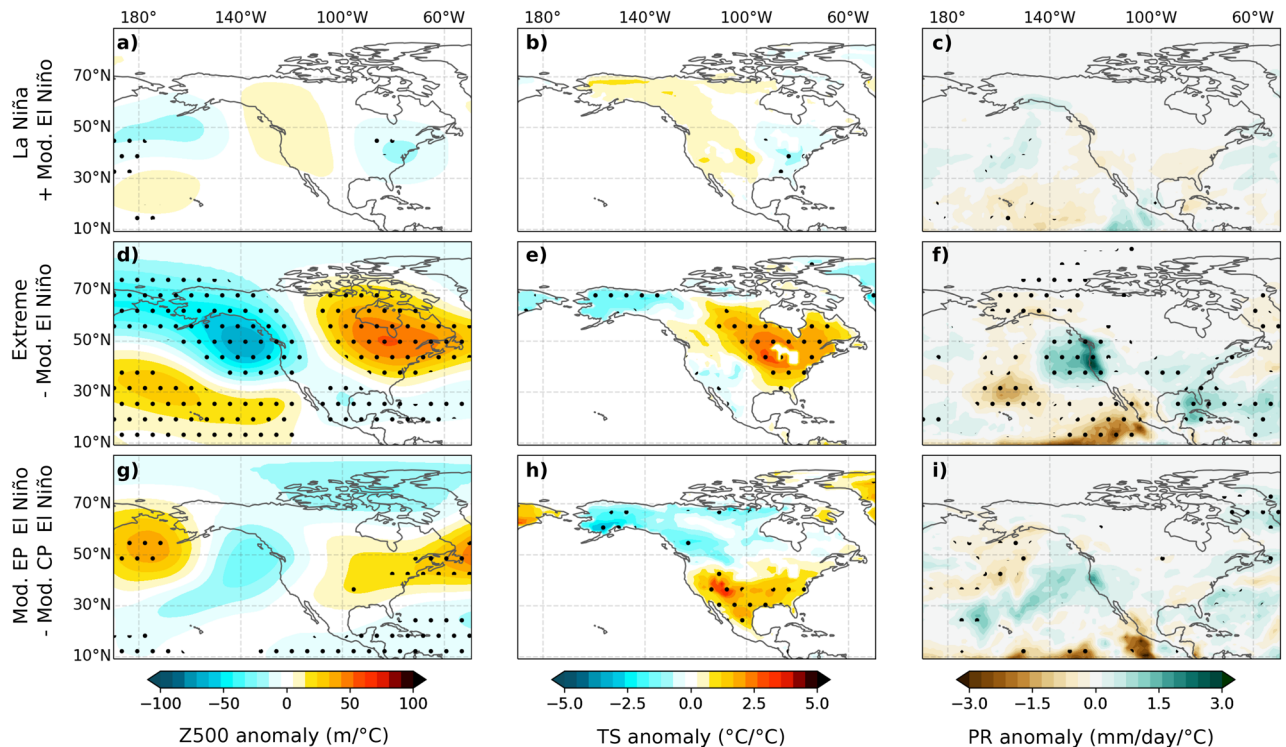 180° 140°W 100°W 60°W 180° 140°W 100°W 60°W 180° 140°W 100°W 60°W
La Niña
+ Mod. El Niño
a) b) c)
70°N
50°N
30°N
10°N
Extreme
- Mod. El Niño
d) e) f)
70°N
50°N
30°N
10°N
Mod. EP El Niño
- Mod. CP El Niño
g) h) i)
70°N
50°N
30°N
10°N
−100 −50 0 50 100 −5.0 −2.5 0.0 2.5 5.0 −3.0 −1.5 0.0 1.5 3.0
Z500 anomaly (m/°C) TS anomaly (°C/°C) PR anomaly (mm/day/°C)